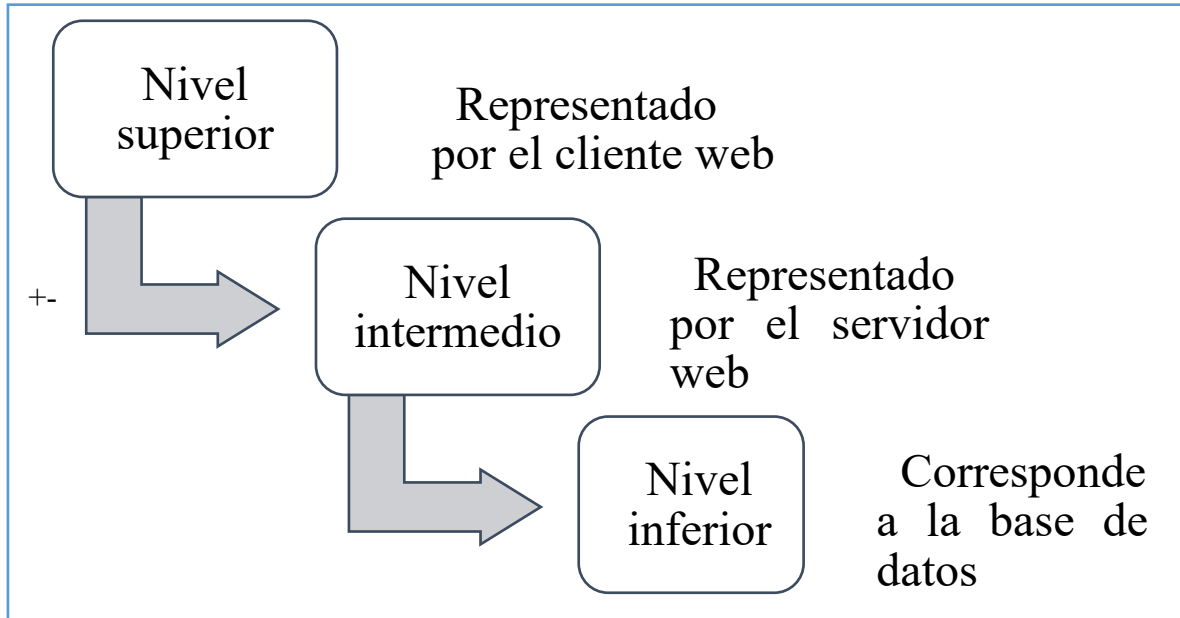 Nivel
superior
Representado
por el cliente web
+-
Nivel
intermedio
Representado
por el servidor
web
Nivel
inferior
Corresponde
a la base de
datos